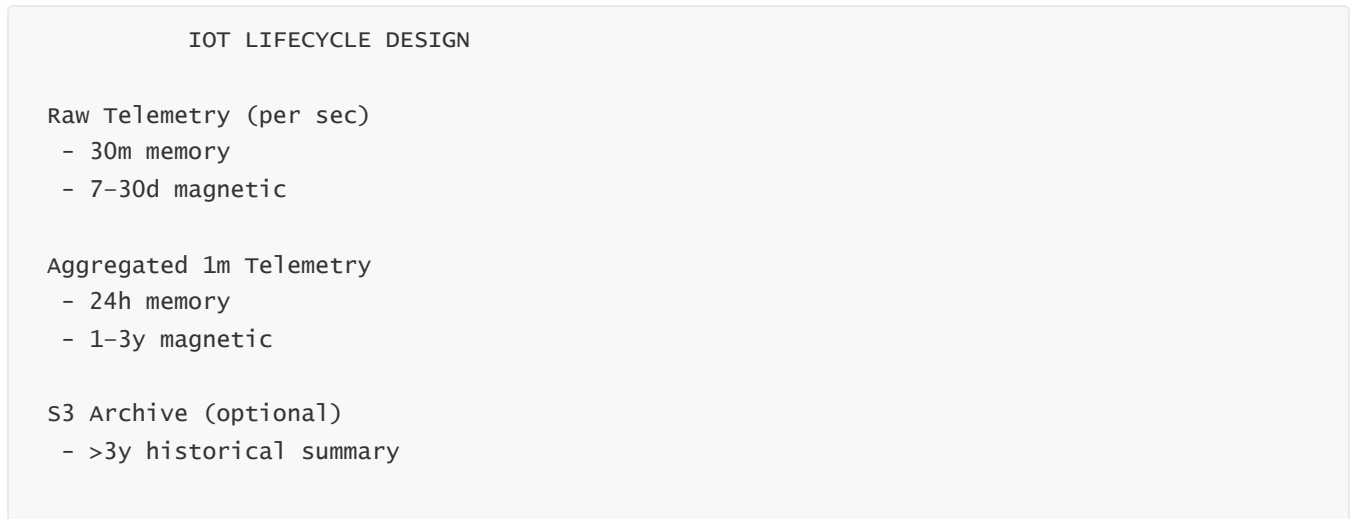 IOT LIFECYCLE DESIGN
Raw Telemetry (per sec)
- 30m memory
- 7–30d magnetic
Aggregated 1m Telemetry
- 24h memory
- 1–3y magnetic
S3 Archive (optional)
- >3y historical summary